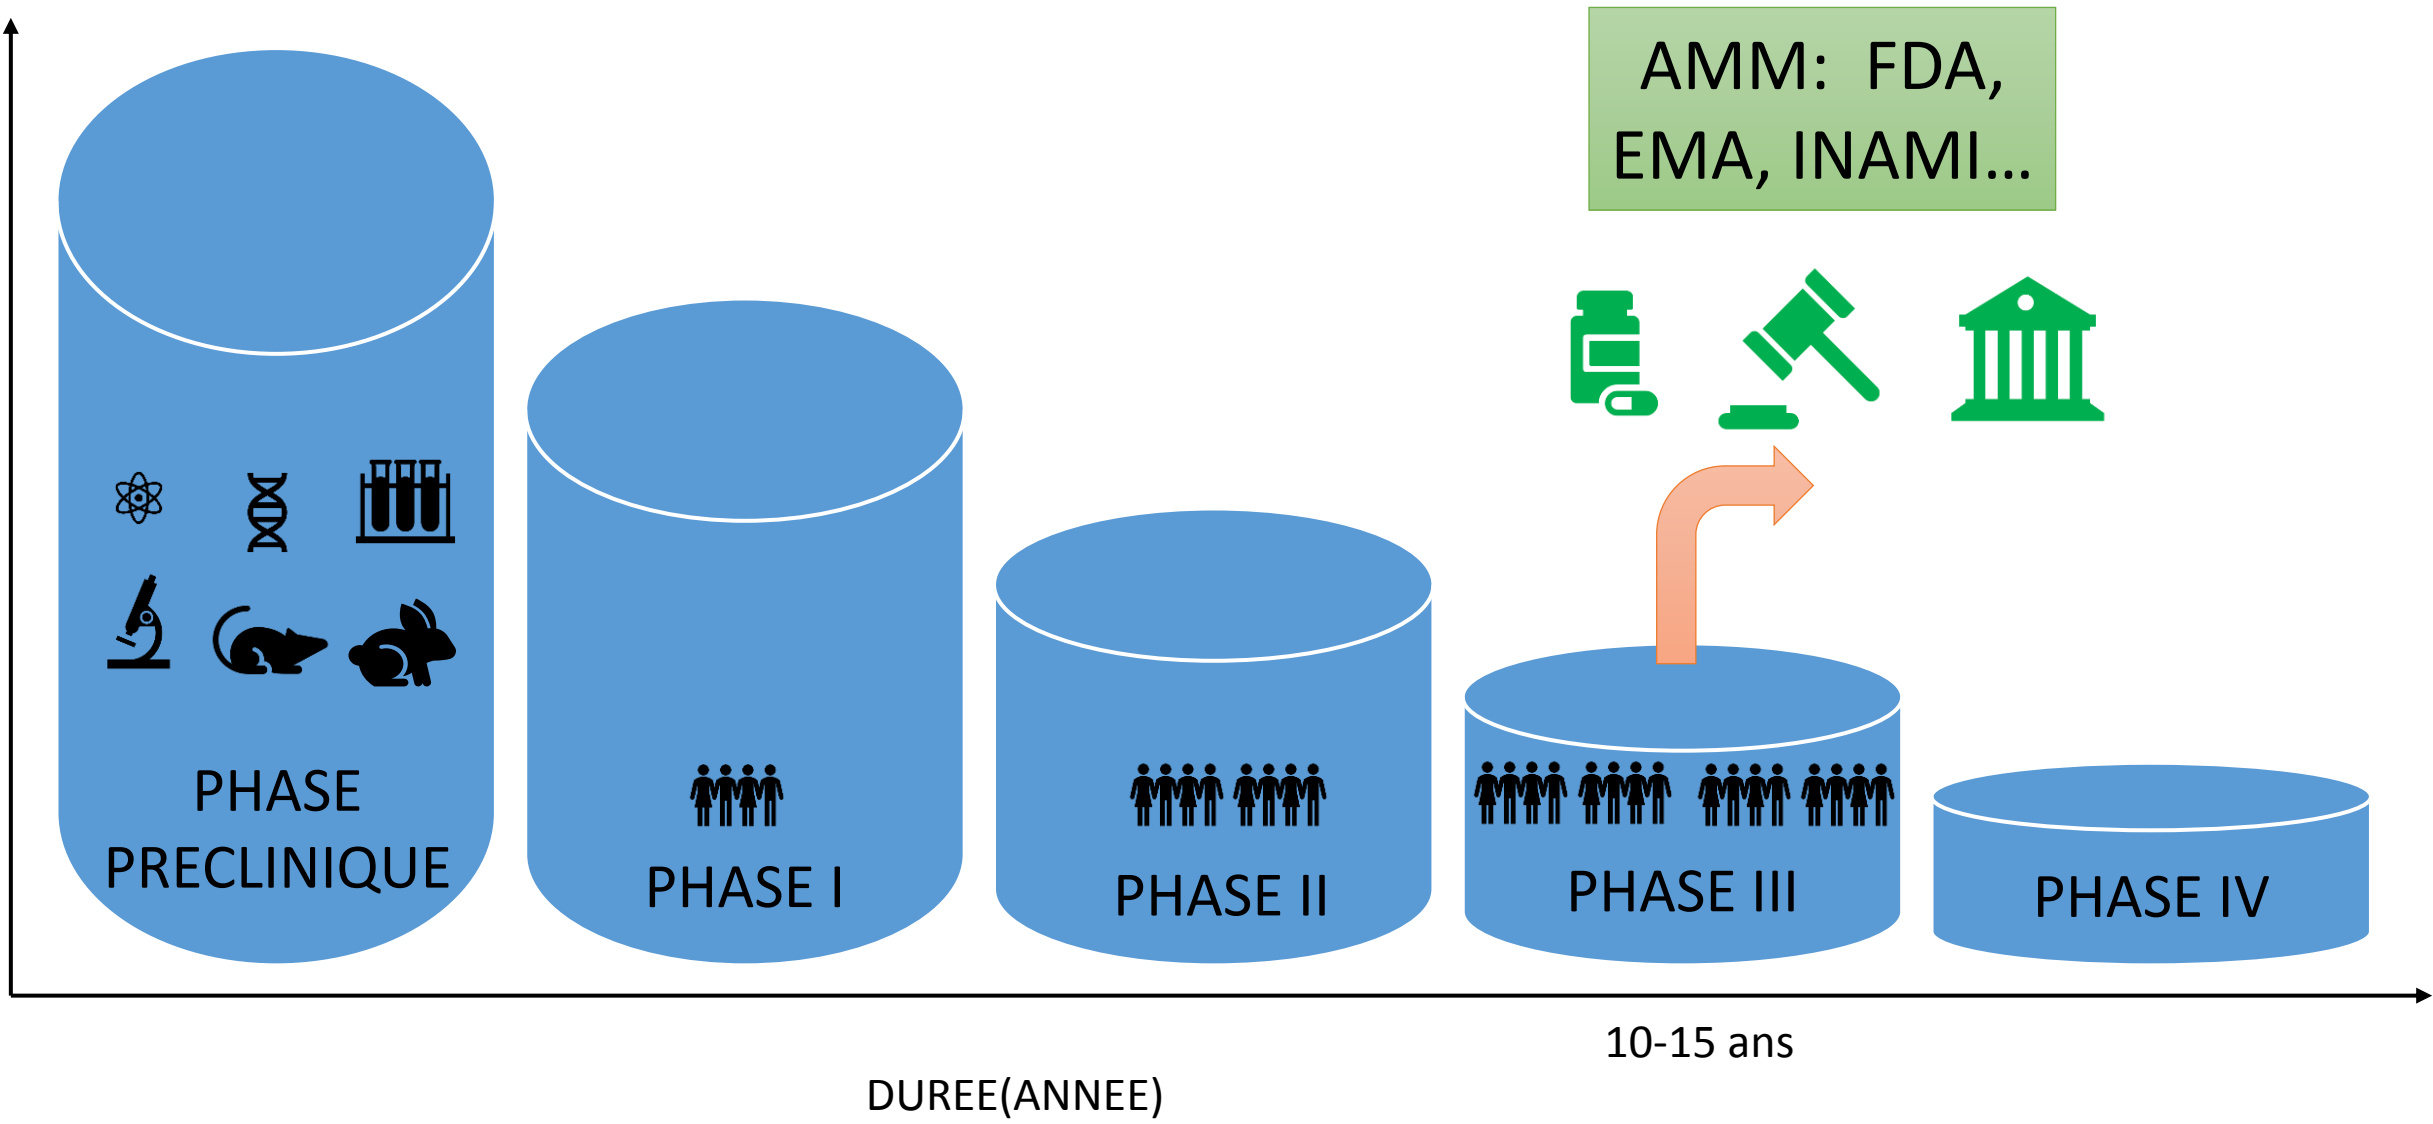 AMM: FDA,
EMA, INAMI...
PHASE
PRECLINIQUE
PHASE I
PHASE II
PHASE III
PHASE IV
10-15 ans
DUREE(ANNEE)